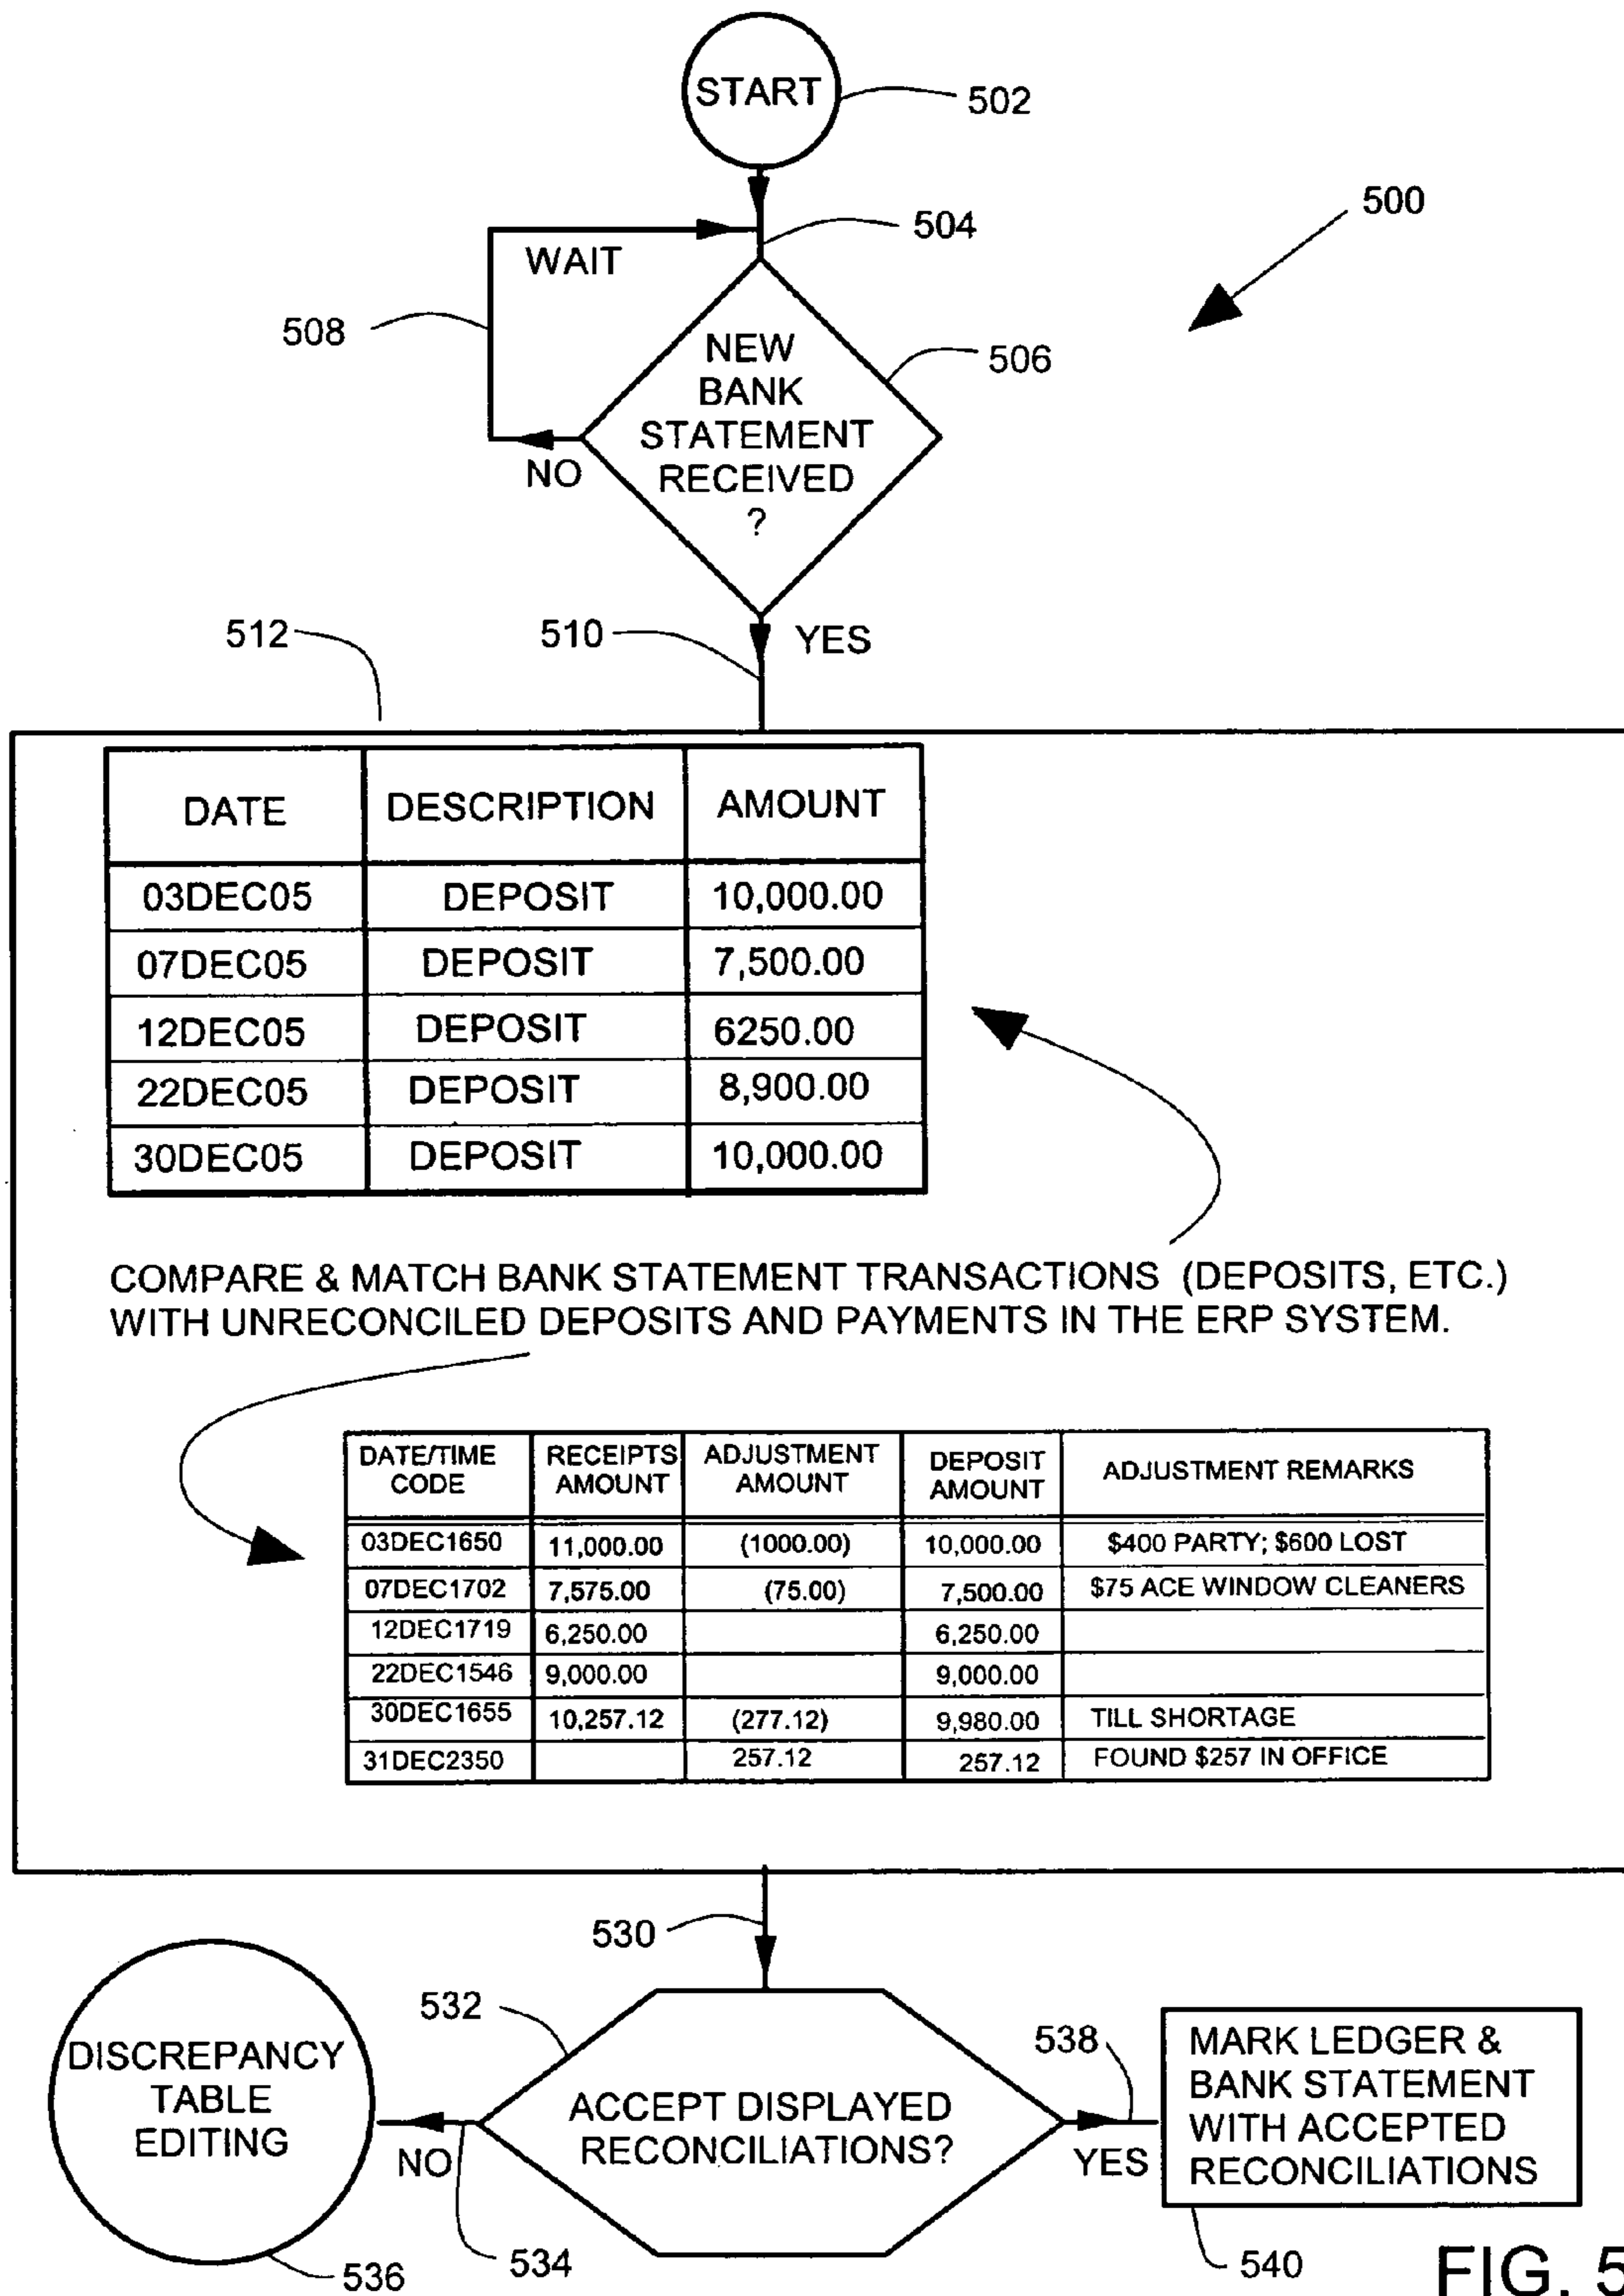 START
502
500
504
WAIT
508
506
NEW
BANK
STATEMENT
RECEIVED
?
NO
512
510
YES
DATE DESCRIPTION AMOUNT
03DEC05 DEPOSIT 10,000.00
07DEC05 DEPOSIT 7,500.00
12DEC05 DEPOSIT 6250.00
22DEC05 DEPOSIT 8,900.00
30DEC05 DEPOSIT 10,000.00
COMPARE & MATCH BANK STATEMENT TRANSACTIONS (DEPOSITS, ETC.)
WITH UNRECONCILED DEPOSITS AND PAYMENTS IN THE ERP SYSTEM.
DATE/TIME RECEIPTS ADJUSTMENT DEPOSIT ADJUSTMENT REMARKS
CODE AMOUNT AMOUNT AMOUNT
03DEC1650 11,000.00 (1000.00) 10,000.00 $400 PARTY; $600 LOST
07DEC1702 7,575.00 (75.00) 7,500.00 $75 ACE WINDOW CLEANERS
12DEC1719 6,250.00 6,250.00
22DEC1546 9,000.00 9,000.00
30DEC1655 10,257.12 (277.12) 9,980.00 TILL SHORTAGE
31DEC2350 257.12 257.12 FOUND $257 IN OFFICE
530
532
538
DISCREPANCY
TABLE
EDITING
NO
ACCEPT DISPLAYED
RECONCILIATIONS?
YES
MARK LEDGER &
BANK STATEMENT
WITH ACCEPTED
RECONCILIATIONS
536
534
540
FIG. 5